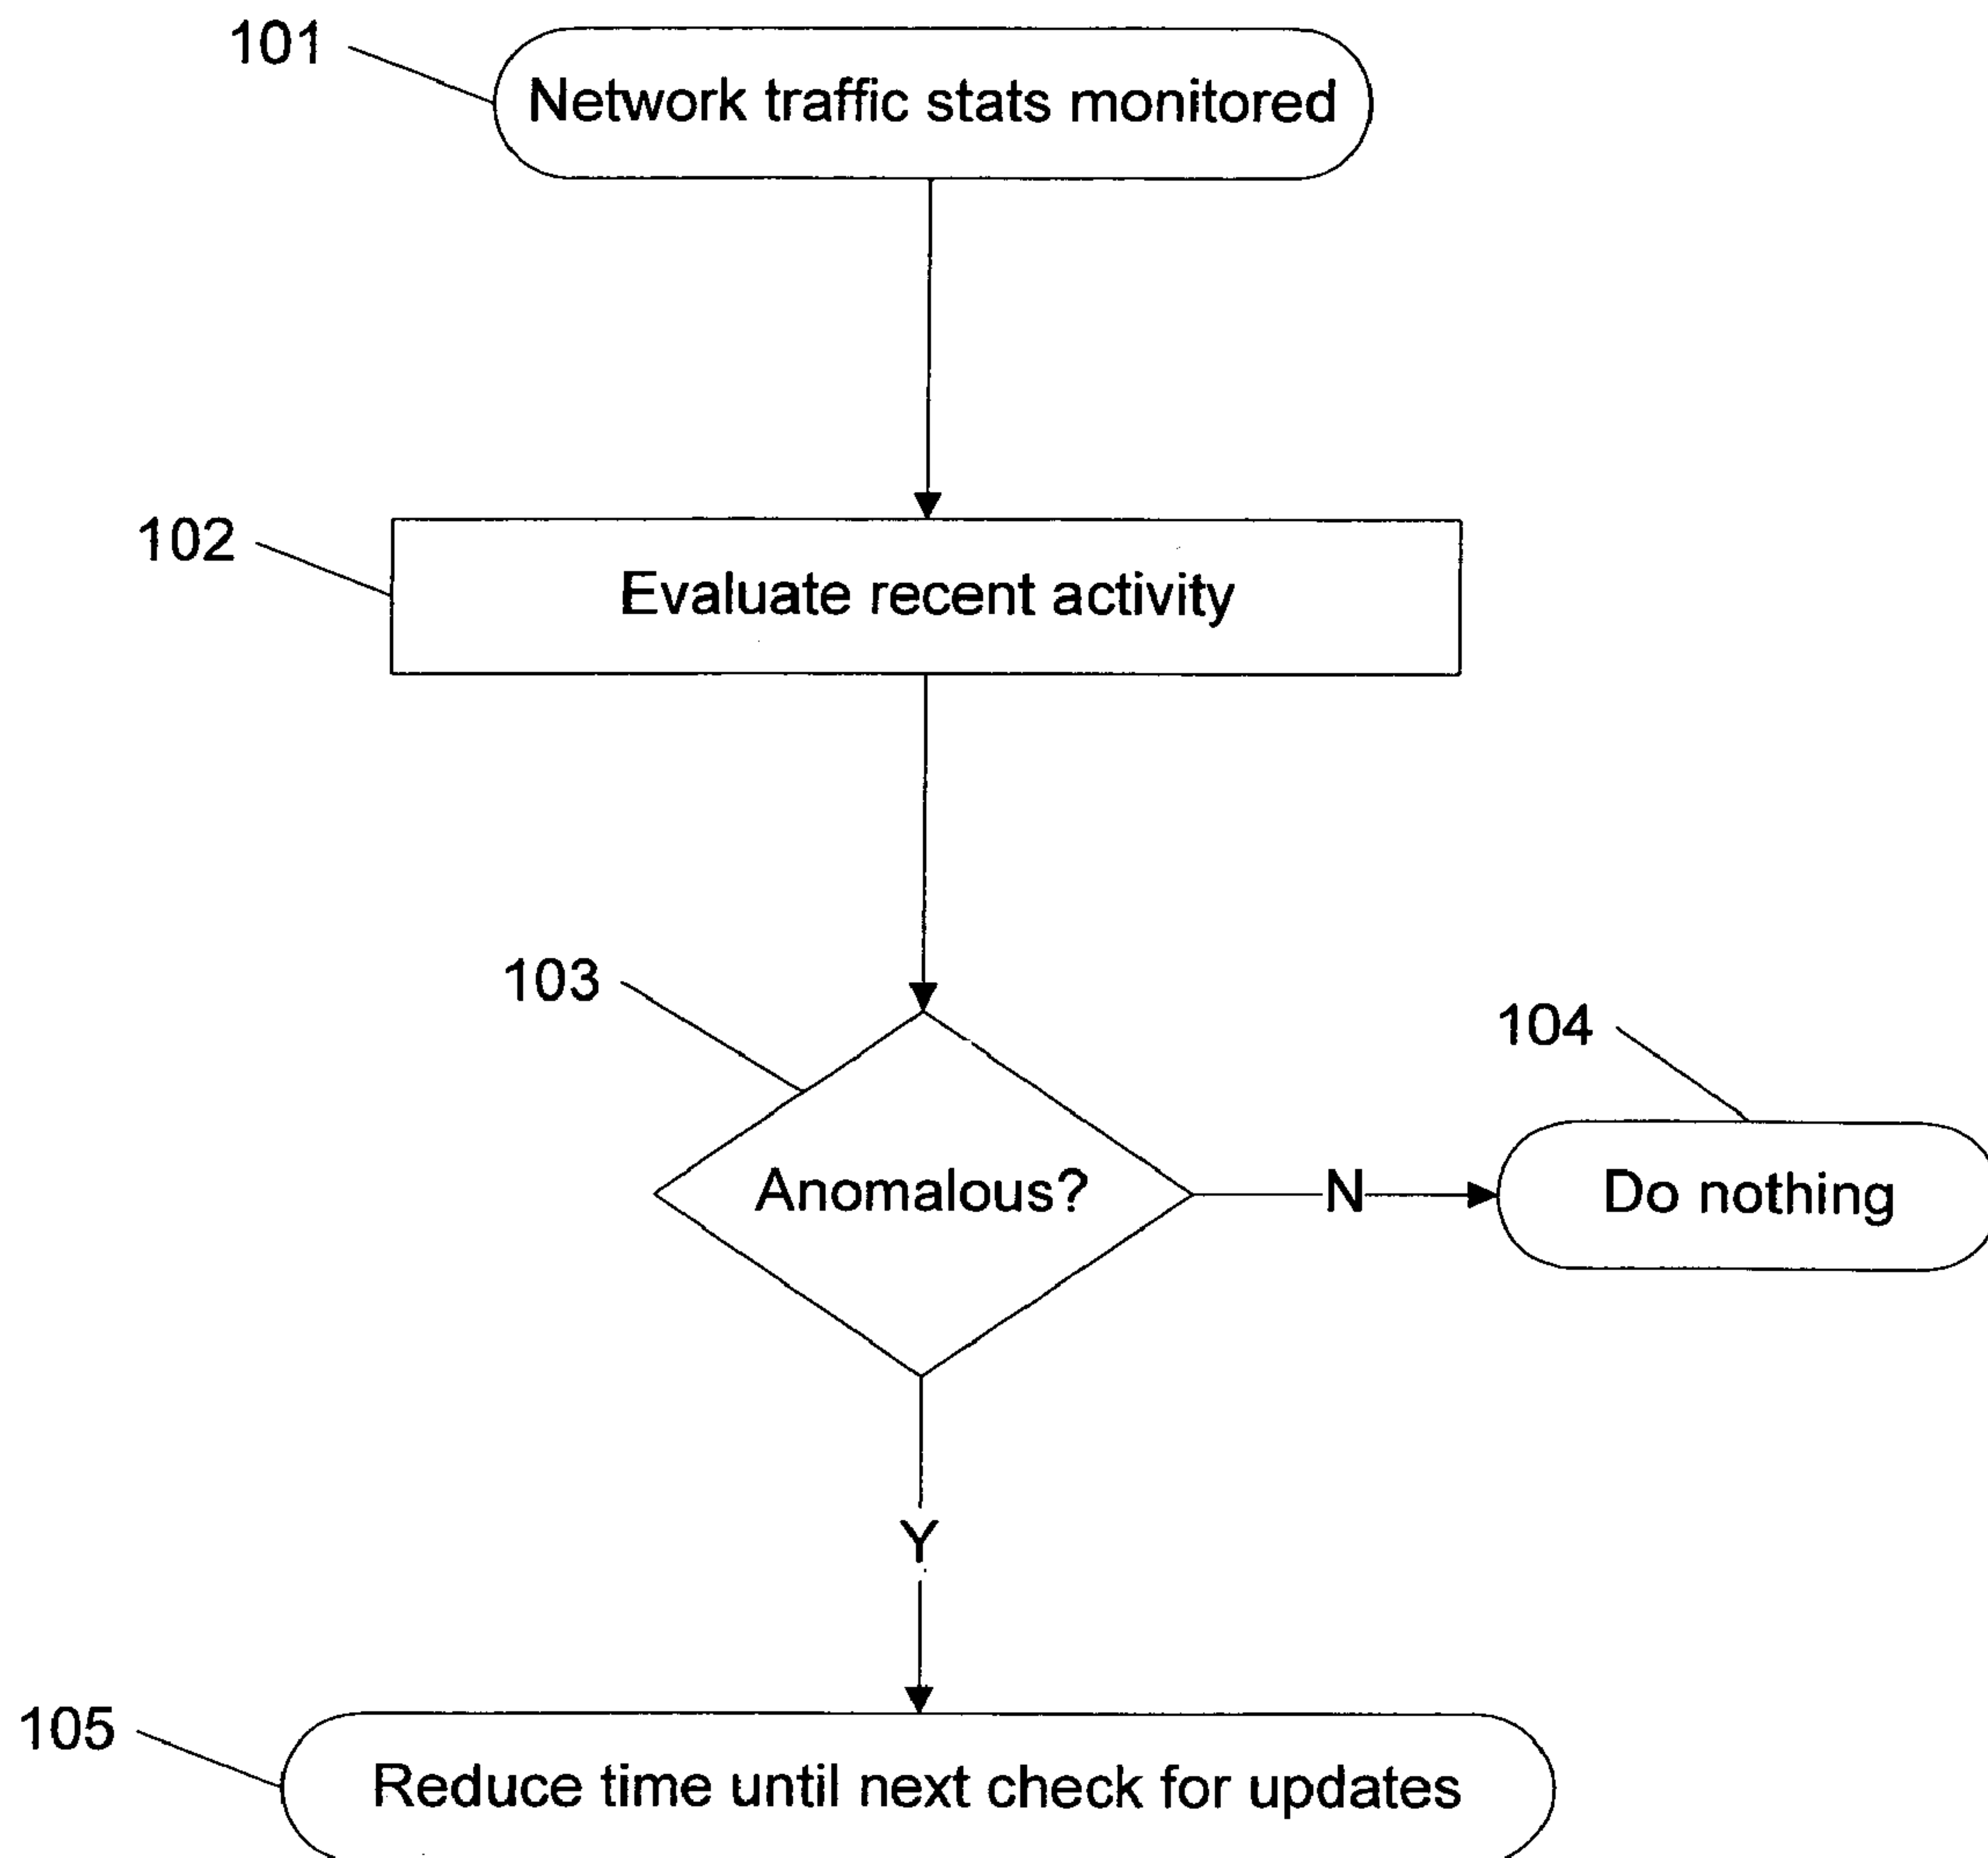 101
Network traffic stats monitored
102
Evaluate recent activity
103
104
Anomalous?
N
Do nothing
Y
105
Reduce time until next check for updates